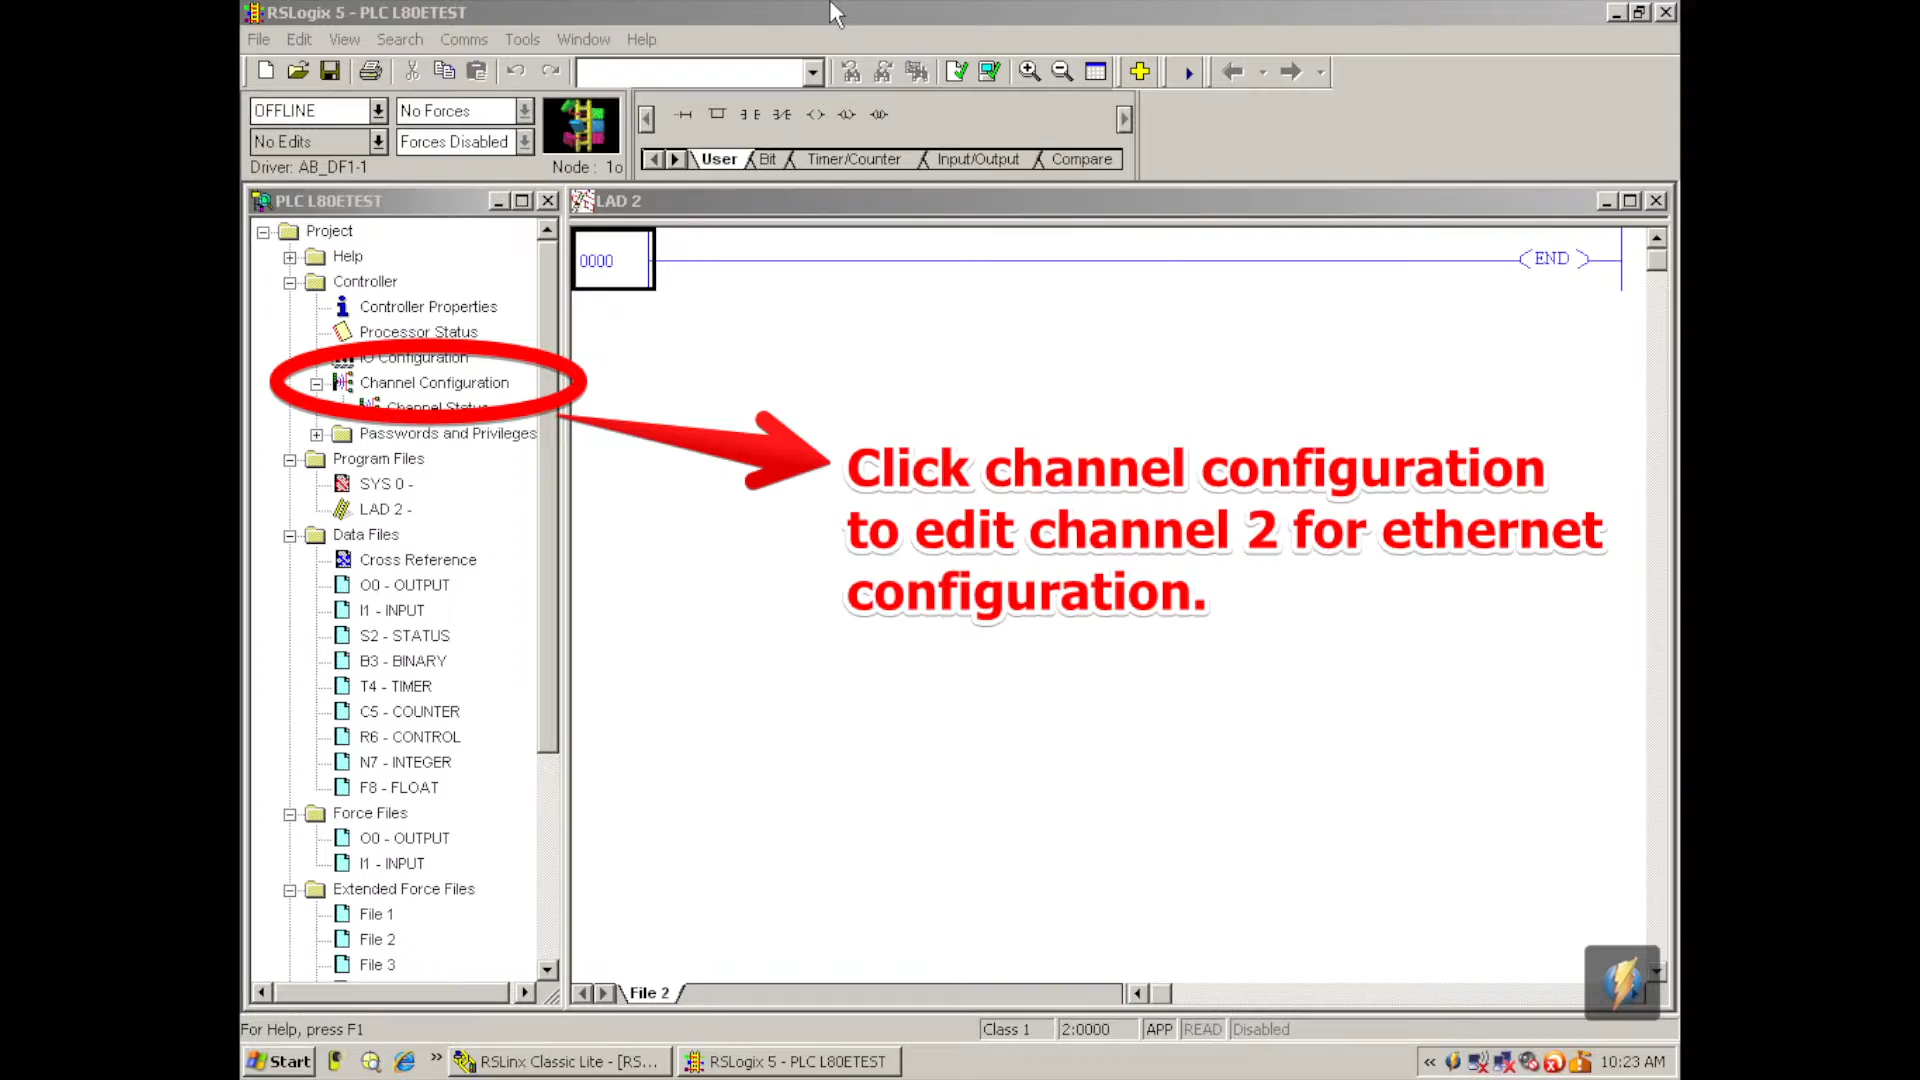 RSLogix 5 - PLC L80ETEST
File Edit View Search Comms Tools Window Help
OFFLINE No Forces
No Edits Forces Disabled
Driver: AB_DF1-1 Node : 1o
User Bit Timer/Counter Input/Output Compare
PLC L80ETEST
Project
Help
Controller
Controller Properties
Processor Status
IO Configuration
Channel Configuration
Channel Status
Passwords and Privileges
Program Files
SYS 0 -
LAD 2 -
Data Files
Cross Reference
O0 - OUTPUT
I1 - INPUT
S2 - STATUS
B3 - BINARY
T4 - TIMER
C5 - COUNTER
R6 - CONTROL
N7 - INTEGER
F8 - FLOAT
Force Files
O0 - OUTPUT
I1 - INPUT
Extended Force Files
File 1
File 2
File 3
LAD 2
0000
END
Click channel configuration
to edit channel 2 for ethernet
configuration.
File 2
For Help, press F1
Class 1 2:0000 APP READ Disabled
Start RSLinx Classic Lite - [RS... RSLogix 5 - PLC L80ETEST 10:23 AM